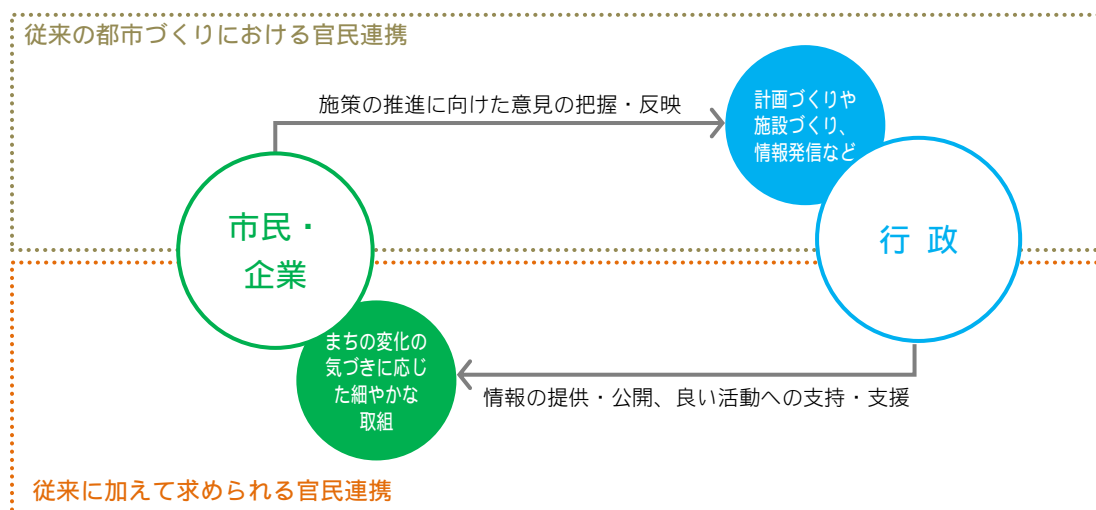 従来の都市づくりにおける官民連携
施策の推進に向けた意見の把握・反映
計画づくりや
施設づくり、
情報発信など
市民・
企業
行 政
まちの変化の
気づきに応じ
た細やかな
取組
情報の提供・公開、良い活動への支持・支援
従来に加えて求められる官民連携